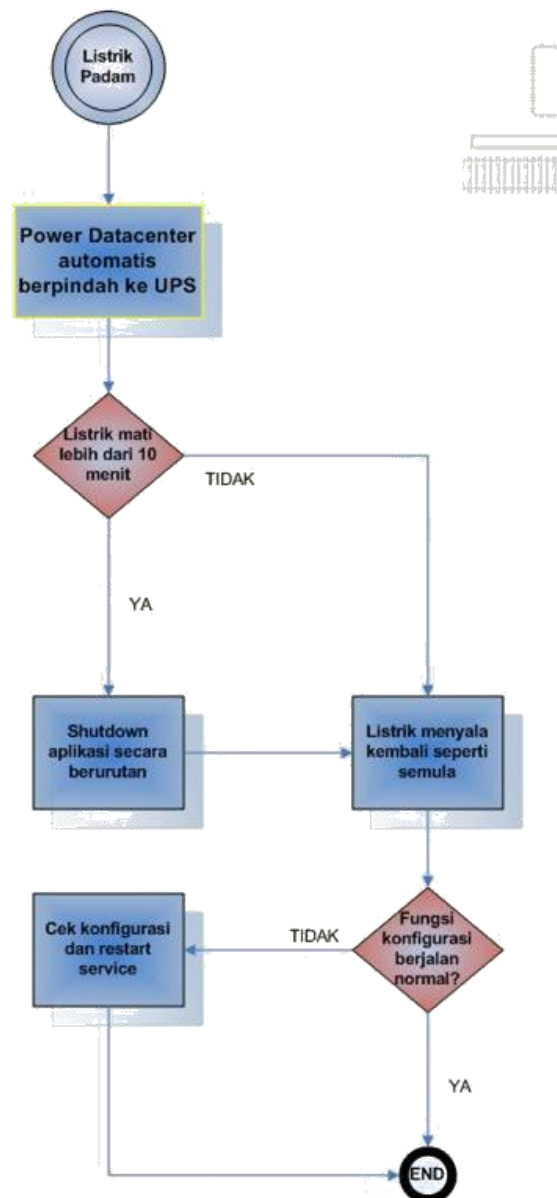 Listrik
Padam
Power Datacenter
automatis
berpindah ke UPS
Listrik mati
lebih dari 10
menit
TIDAK
YA
Shutdown
aplikasi secara
berurutan
Listrik menyala
kembali seperti
semula
Cek konfigurasi
dan restart
service
TIDAK
Fungsi
konfigurasi
berjalan
normal?
YA
END